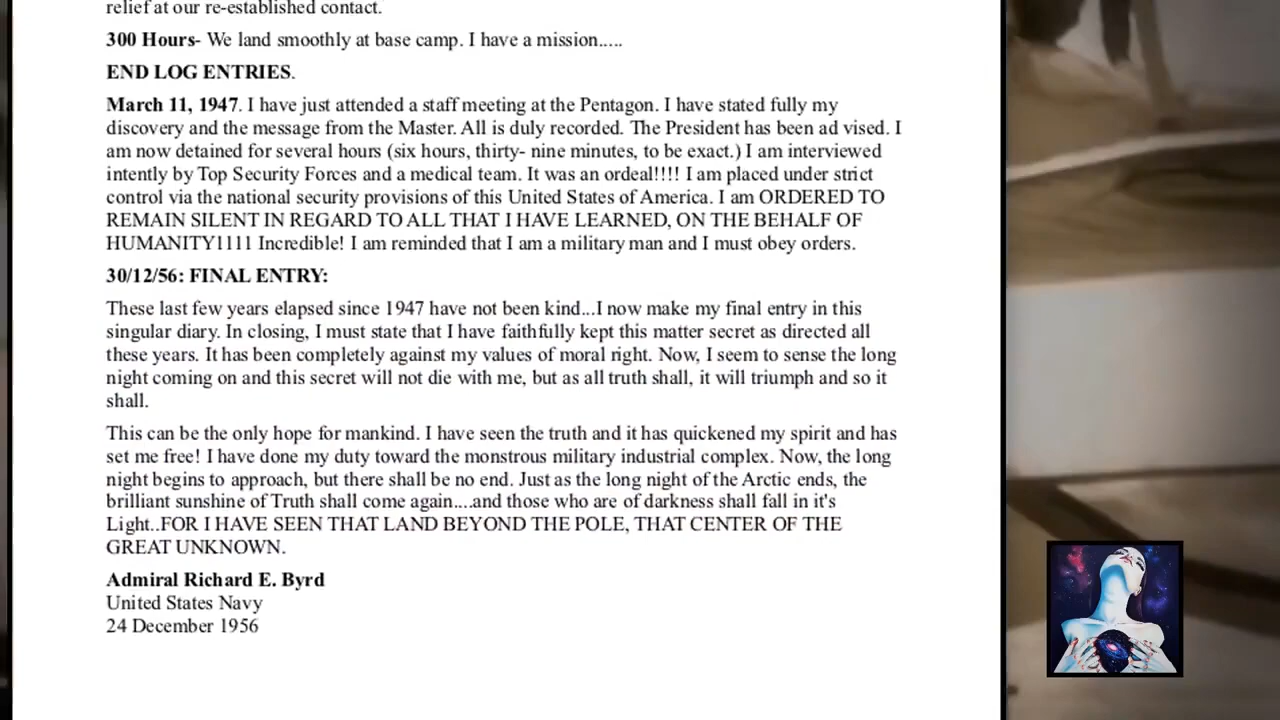 relief at our re-established contact.
300 Hours- We land smoothly at base camp. I have a mission.....
END LOG ENTRIES.
March 11, 1947. I have just attended a staff meeting at the Pentagon. I have stated fully my
discovery and the message from the Master. All is duly recorded. The President has been ad vised. I
am now detained for several hours (six hours, thirty- nine minutes, to be exact.) I am interviewed
intently by Top Security Forces and a medical team. It was an ordeal!!!! I am placed under strict
control via the national security provisions of this United States of America. I am ORDERED TO
REMAIN SILENT IN REGARD TO ALL THAT I HAVE LEARNED, ON THE BEHALF OF
HUMANITY1111 Incredible! I am reminded that I am a military man and I must obey orders.
30/12/56: FINAL ENTRY:
These last few years elapsed since 1947 have not been kind...I now make my final entry in this
singular diary. In closing, I must state that I have faithfully kept this matter secret as directed all
these years. It has been completely against my values of moral right. Now, I seem to sense the long
night coming on and this secret will not die with me, but as all truth shall, it will triumph and so it
shall.
This can be the only hope for mankind. I have seen the truth and it has quickened my spirit and has
set me free! I have done my duty toward the monstrous military industrial complex. Now, the long
night begins to approach, but there shall be no end. Just as the long night of the Arctic ends, the
brilliant sunshine of Truth shall come again....and those who are of darkness shall fall in it's
Light..FOR I HAVE SEEN THAT LAND BEYOND THE POLE, THAT CENTER OF THE
GREAT UNKNOWN.
Admiral Richard E. Byrd
United States Navy
24 December 1956